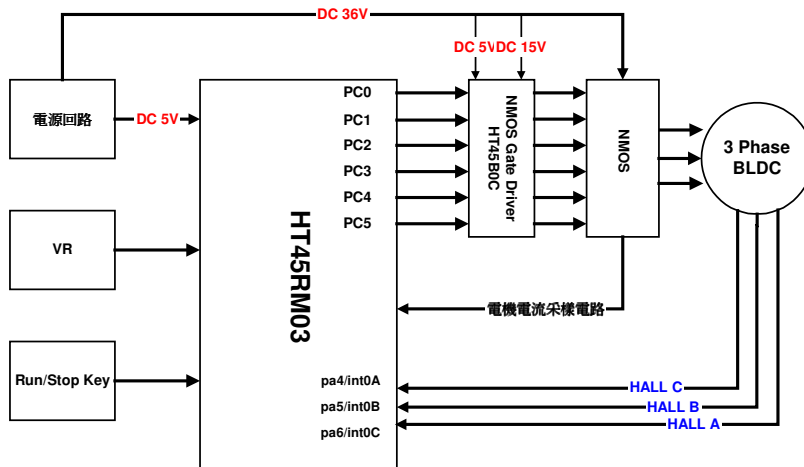 DC 36V
DC 5V
DC 15V
電源回路
DC 5V
PC0
PC1
PC2
PC3
PC4
PC5
NMOS Gate Driver
HT45B0C
NMOS
3 Phase
BLDC
VR
HT45RM03
電機電流采樣電路
Run/Stop Key
pa4/int0A
pa5/int0B
pa6/int0C
HALL C
HALL B
HALL A